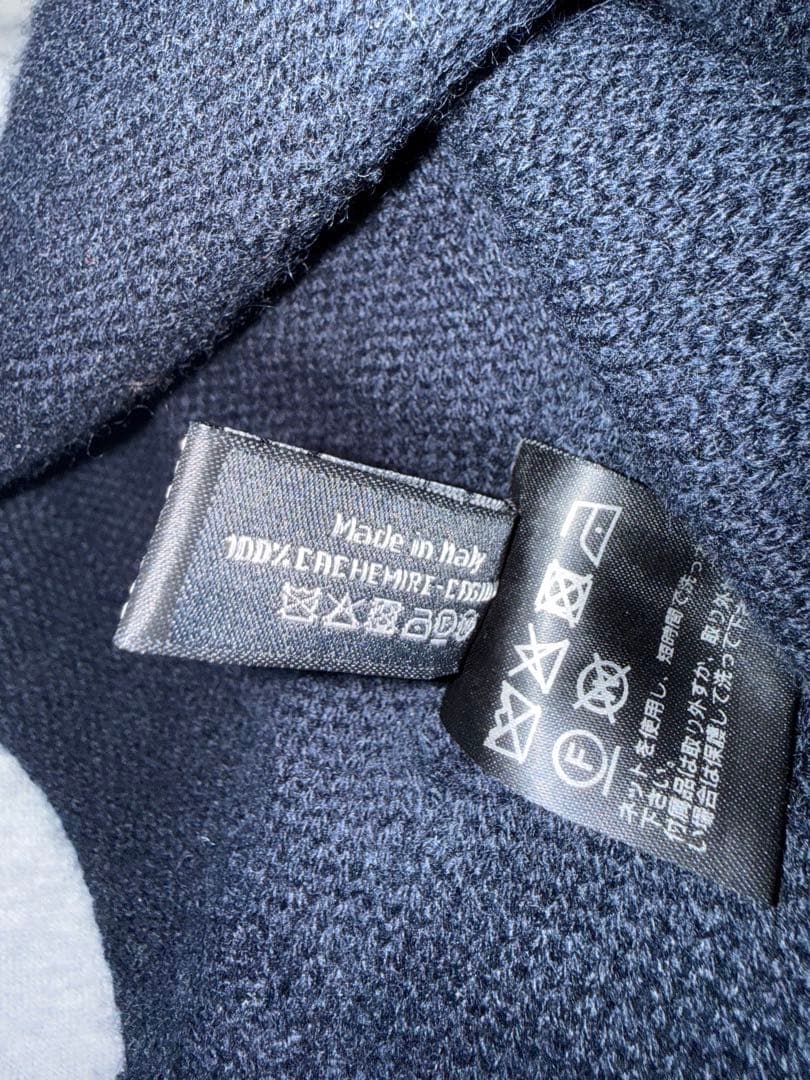 Made in Italy
100% CACHEMIRE-
F
ネットを使用し、短時間で洗っ
下さい。
付属品は取り外すか、取り外
い場合は保護して洗って下